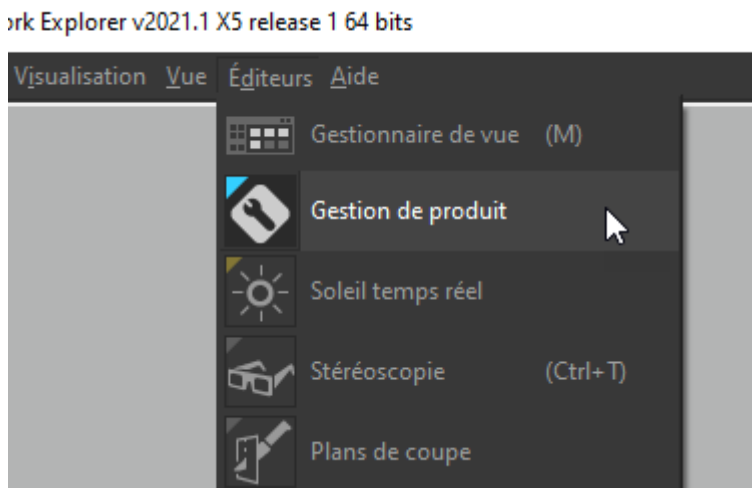 rk Explorer v2021.1 X5 release 1 64 bits
Visualisation Vue Éditeurs Aide
Gestionnaire de vue (M)
Gestion de produit
Soleil temps réel
Stéréoscopie (Ctrl+T)
Plans de coupe